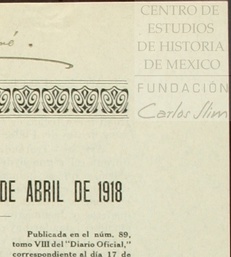 CENTRO DE
ESTUDIOS
DE HISTORIA
DE MEXICO
FUNDACIÓN
Carlos Slim
DE ABRIL DE 1918
Publicada en el núm. 89,
tomo VIII del "Diario Oficial,"
correspondiente al día 17 de